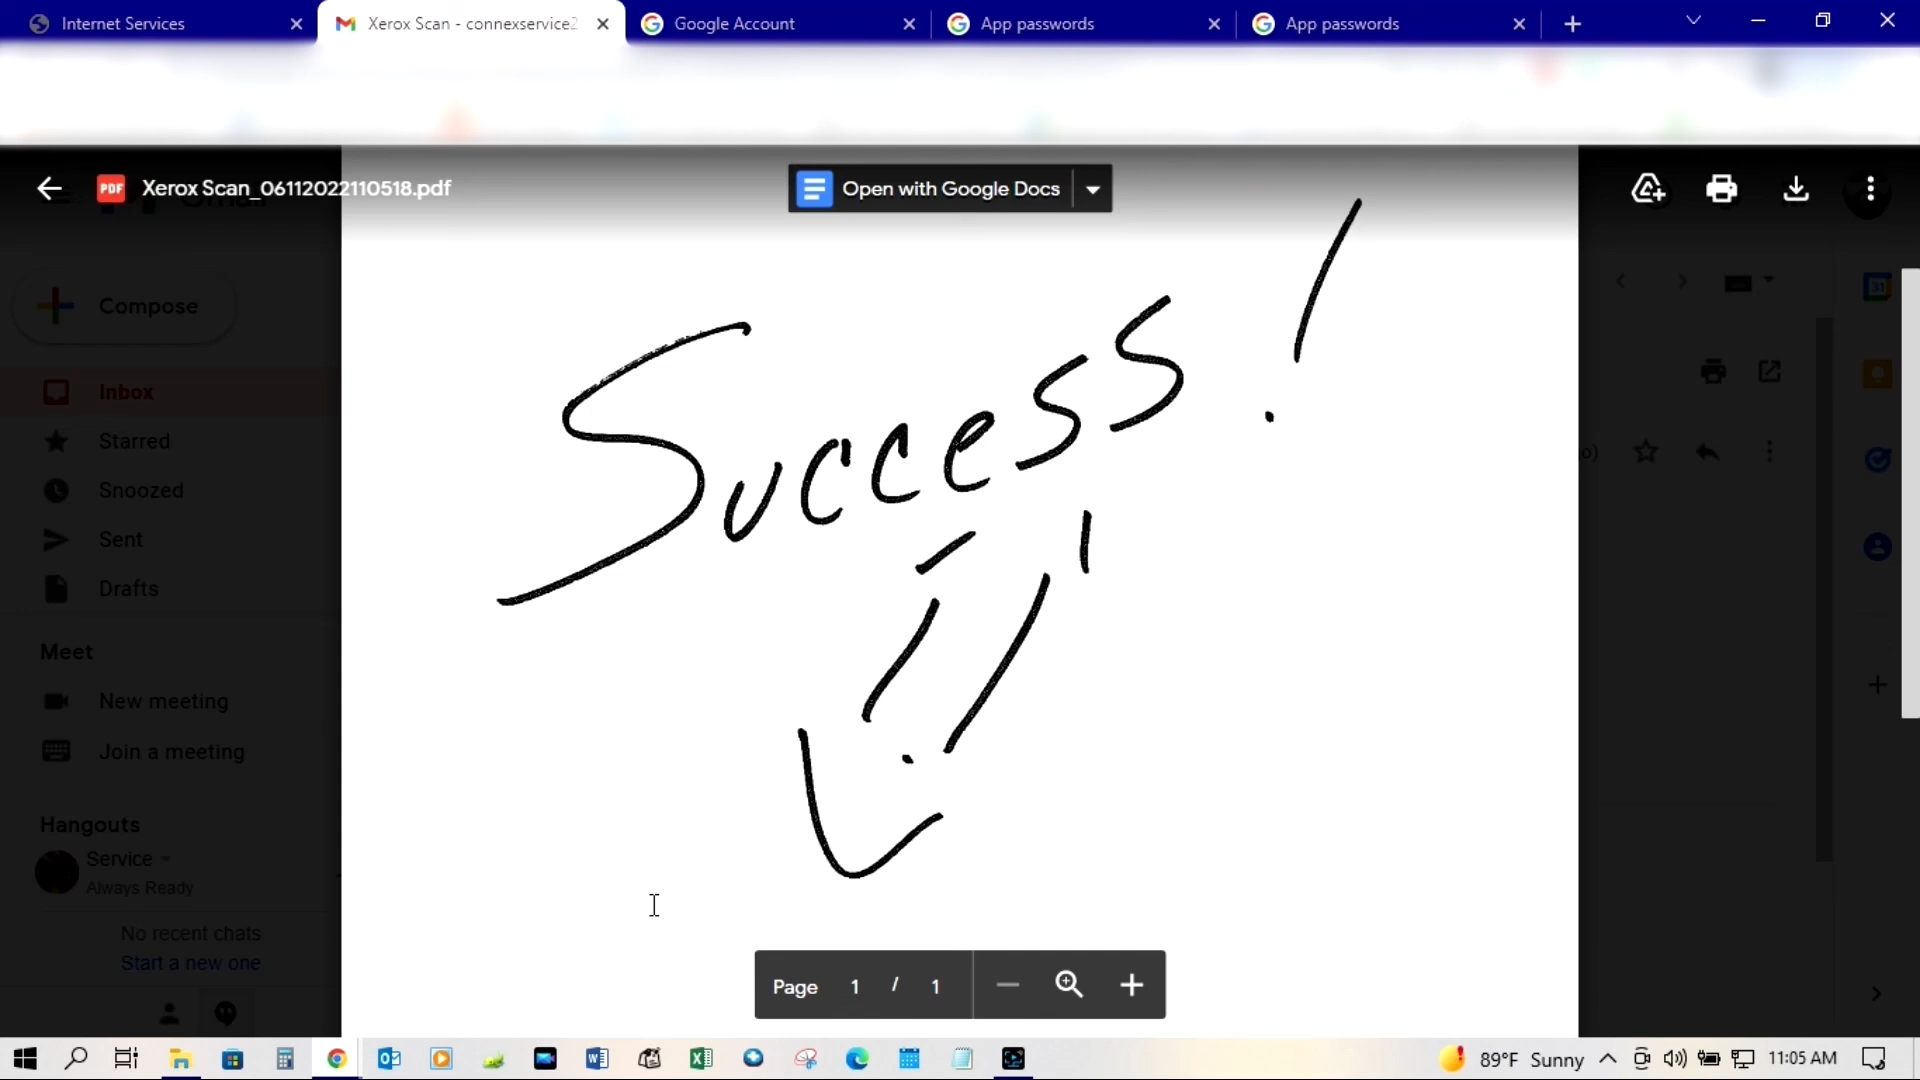 Internet Services
Xerox Scan - connexservice2
Google Account
App passwords
App passwords
PDF
Xerox Scan_06112022110518.pdf
Open with Google Docs
Compose
Inbox
Starred
Snoozed
Sent
Drafts
Meet
New meeting
Join a meeting
Hangouts
Service
Always Ready
No recent chats
Start a new one
Success!
31
Page 1 / 1
89°F Sunny
11:05 AM